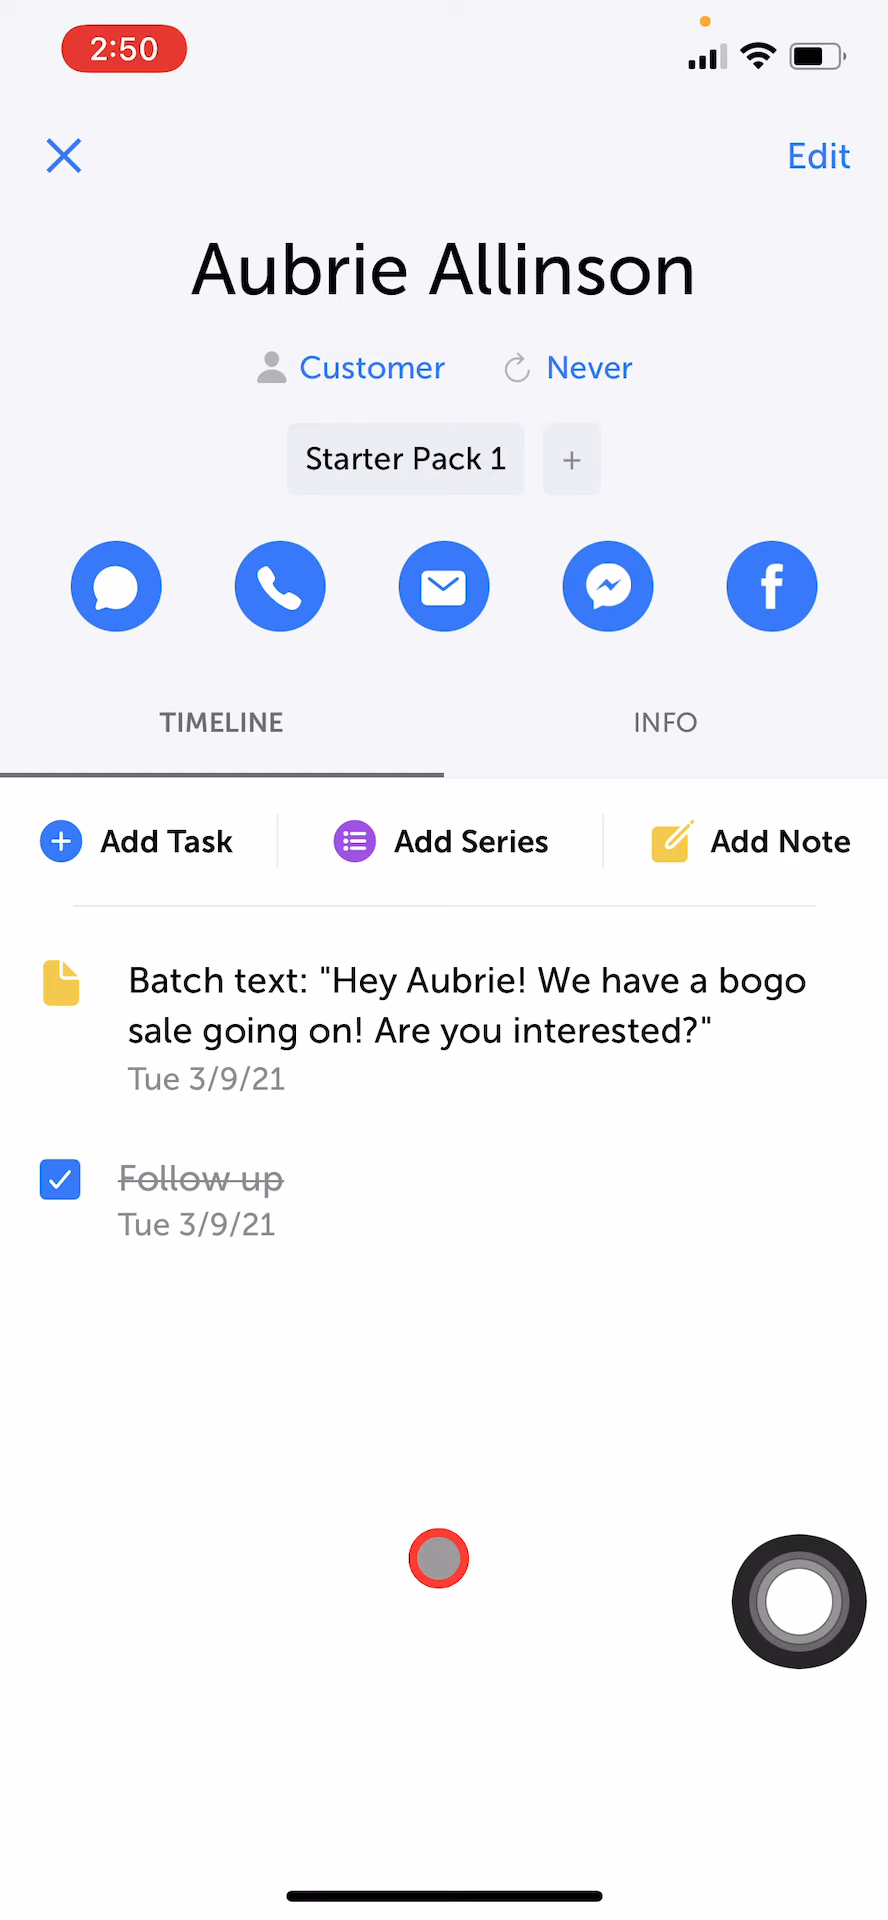 2:50
Edit
Aubrie Allinson
Customer
Never
Starter Pack 1
+
TIMELINE
INFO
Add Task
Add Series
Add Note
Batch text: "Hey Aubrie! We have a bogo
sale going on! Are you interested?"
Tue 3/9/21
Follow up
Tue 3/9/21